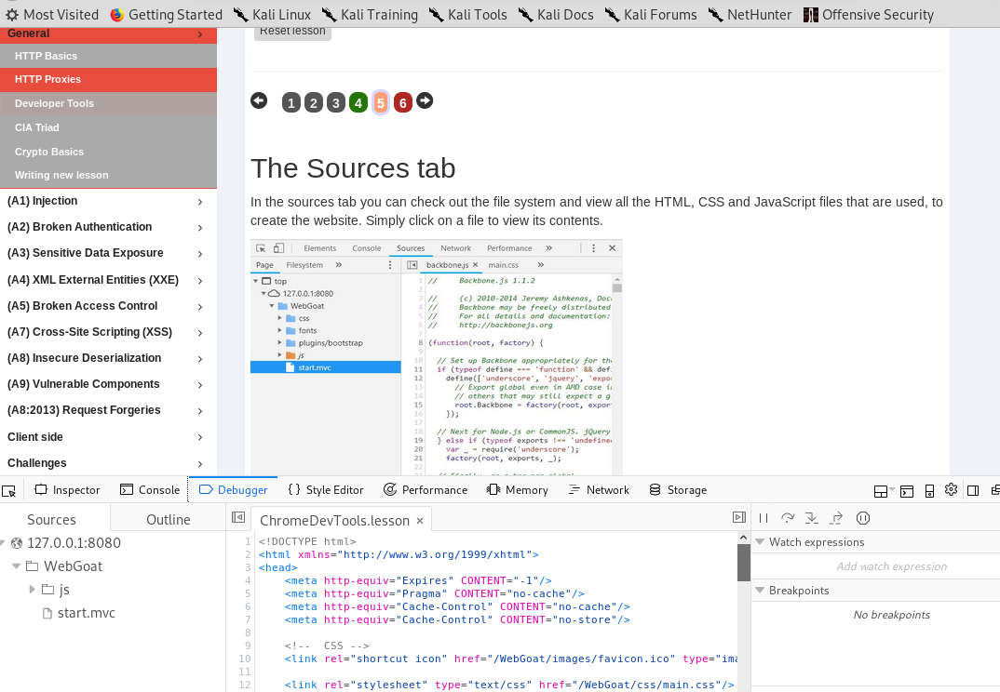 Most Visited Getting Started Kali Linux Kali Training Kali Tools Kali Docs Kali Forums NetHunter Offensive Security
General
HTTP Basics
HTTP Proxies
Developer Tools
CIA Triad
Crypto Basics
Writing new lesson
(A1) Injection
(A2) Broken Authentication
(A3) Sensitive Data Exposure
(A4) XML External Entities (XXE)
(A5) Broken Access Control
(A7) Cross-Site Scripting (XSS)
(A8) Insecure Deserialization
(A9) Vulnerable Components
(A8:2013) Request Forgeries
Client side
Challenges
Reset lesson
1 2 3 4 5 6
The Sources tab
In the sources tab you can check out the file system and view all the HTML, CSS and JavaScript files that are used, to
create the website. Simply click on a file to view its contents.
Elements Console Sources Network Performance »
Page Filesystem » backbone.js × main.css »
top
127.0.0.1:8080
WebGoat
css
fonts
plugins/bootstrap
js
start.mvc
1 // Backbone.js 1.1.2
2
3 // (c) 2010-2014 Jeremy Ashkenas, Doc
4 // Backbone may be freely distributed
5 // For all details and documentation:
6 // http://backbonejs.org
7
8 (function(root, factory) {
9
10 // Set up Backbone appropriately for the
11 if (typeof define === 'function' && defi
12 define(['underscore', 'jquery', 'expor
13 // Export global even in AMD case in
14 // others that may still expect a g
15 root.Backbone = factory(root, export
16 });
17
18 // Next for Node.js or CommonJS. jQuery
19 } else if (typeof exports !== 'undefined
20 var _ = require('underscore');
21 factory(root, exports, _);
22
Inspector Console Debugger {} Style Editor Performance Memory Network Storage
Sources Outline
127.0.0.1:8080
WebGoat
js
start.mvc
ChromeDevTools.lesson ×
1 <!DOCTYPE html>
2 <html xmlns="http://www.w3.org/1999/xhtml">
3 <head>
4 <meta http-equiv="Expires" CONTENT="-1"/>
5 <meta http-equiv="Pragma" CONTENT="no-cache"/>
6 <meta http-equiv="Cache-Control" CONTENT="no-cache"/>
7 <meta http-equiv="Cache-Control" CONTENT="no-store"/>
8
9 <!-- CSS -->
10 <link rel="shortcut icon" href="/WebGoat/images/favicon.ico" type="ima
11
12 <link rel="stylesheet" type="text/css" href="/WebGoat/css/main.css"/>
Watch expressions
Add watch expression
Breakpoints
No breakpoints